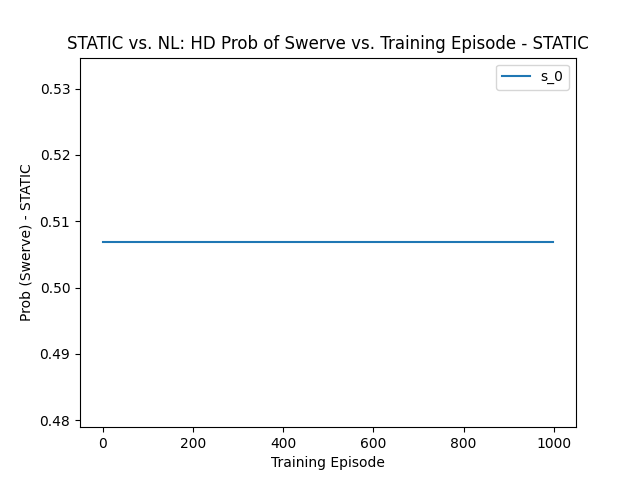 STATIC vs. NL: HD Prob of Swerve vs. Training Episode - STATIC
s_0
Prob (Swerve) - STATIC
0.53
0.52
0.51
0.50
0.49
0.48
0 200 400 600 800 1000
Training Episode